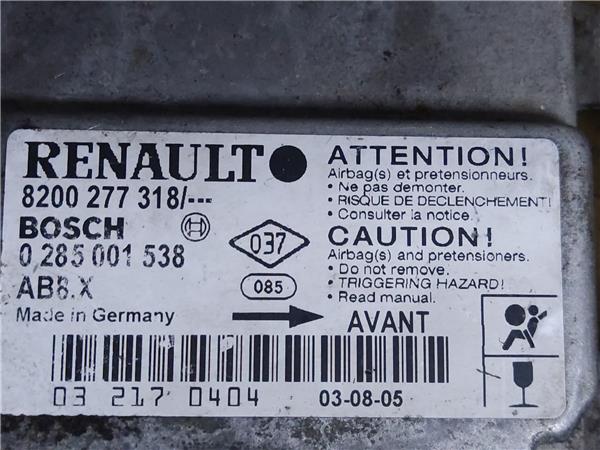 RENAULT
8200 277 318/---
BOSCH
0 285 001 538
AB8.X
Made in Germany
037
085
ATTENTION!
Airbag(s) et pretensionneurs.
• Ne pas demonter.
• RISQUE DE DECLENCHEMENT!
• Consulter la notice.
CAUTION!
Airbag(s) and pretensioners.
• Do not remove.
• TRIGGERING HAZARD!
• Read manual.
AVANT
03 217 0404
03-08-05